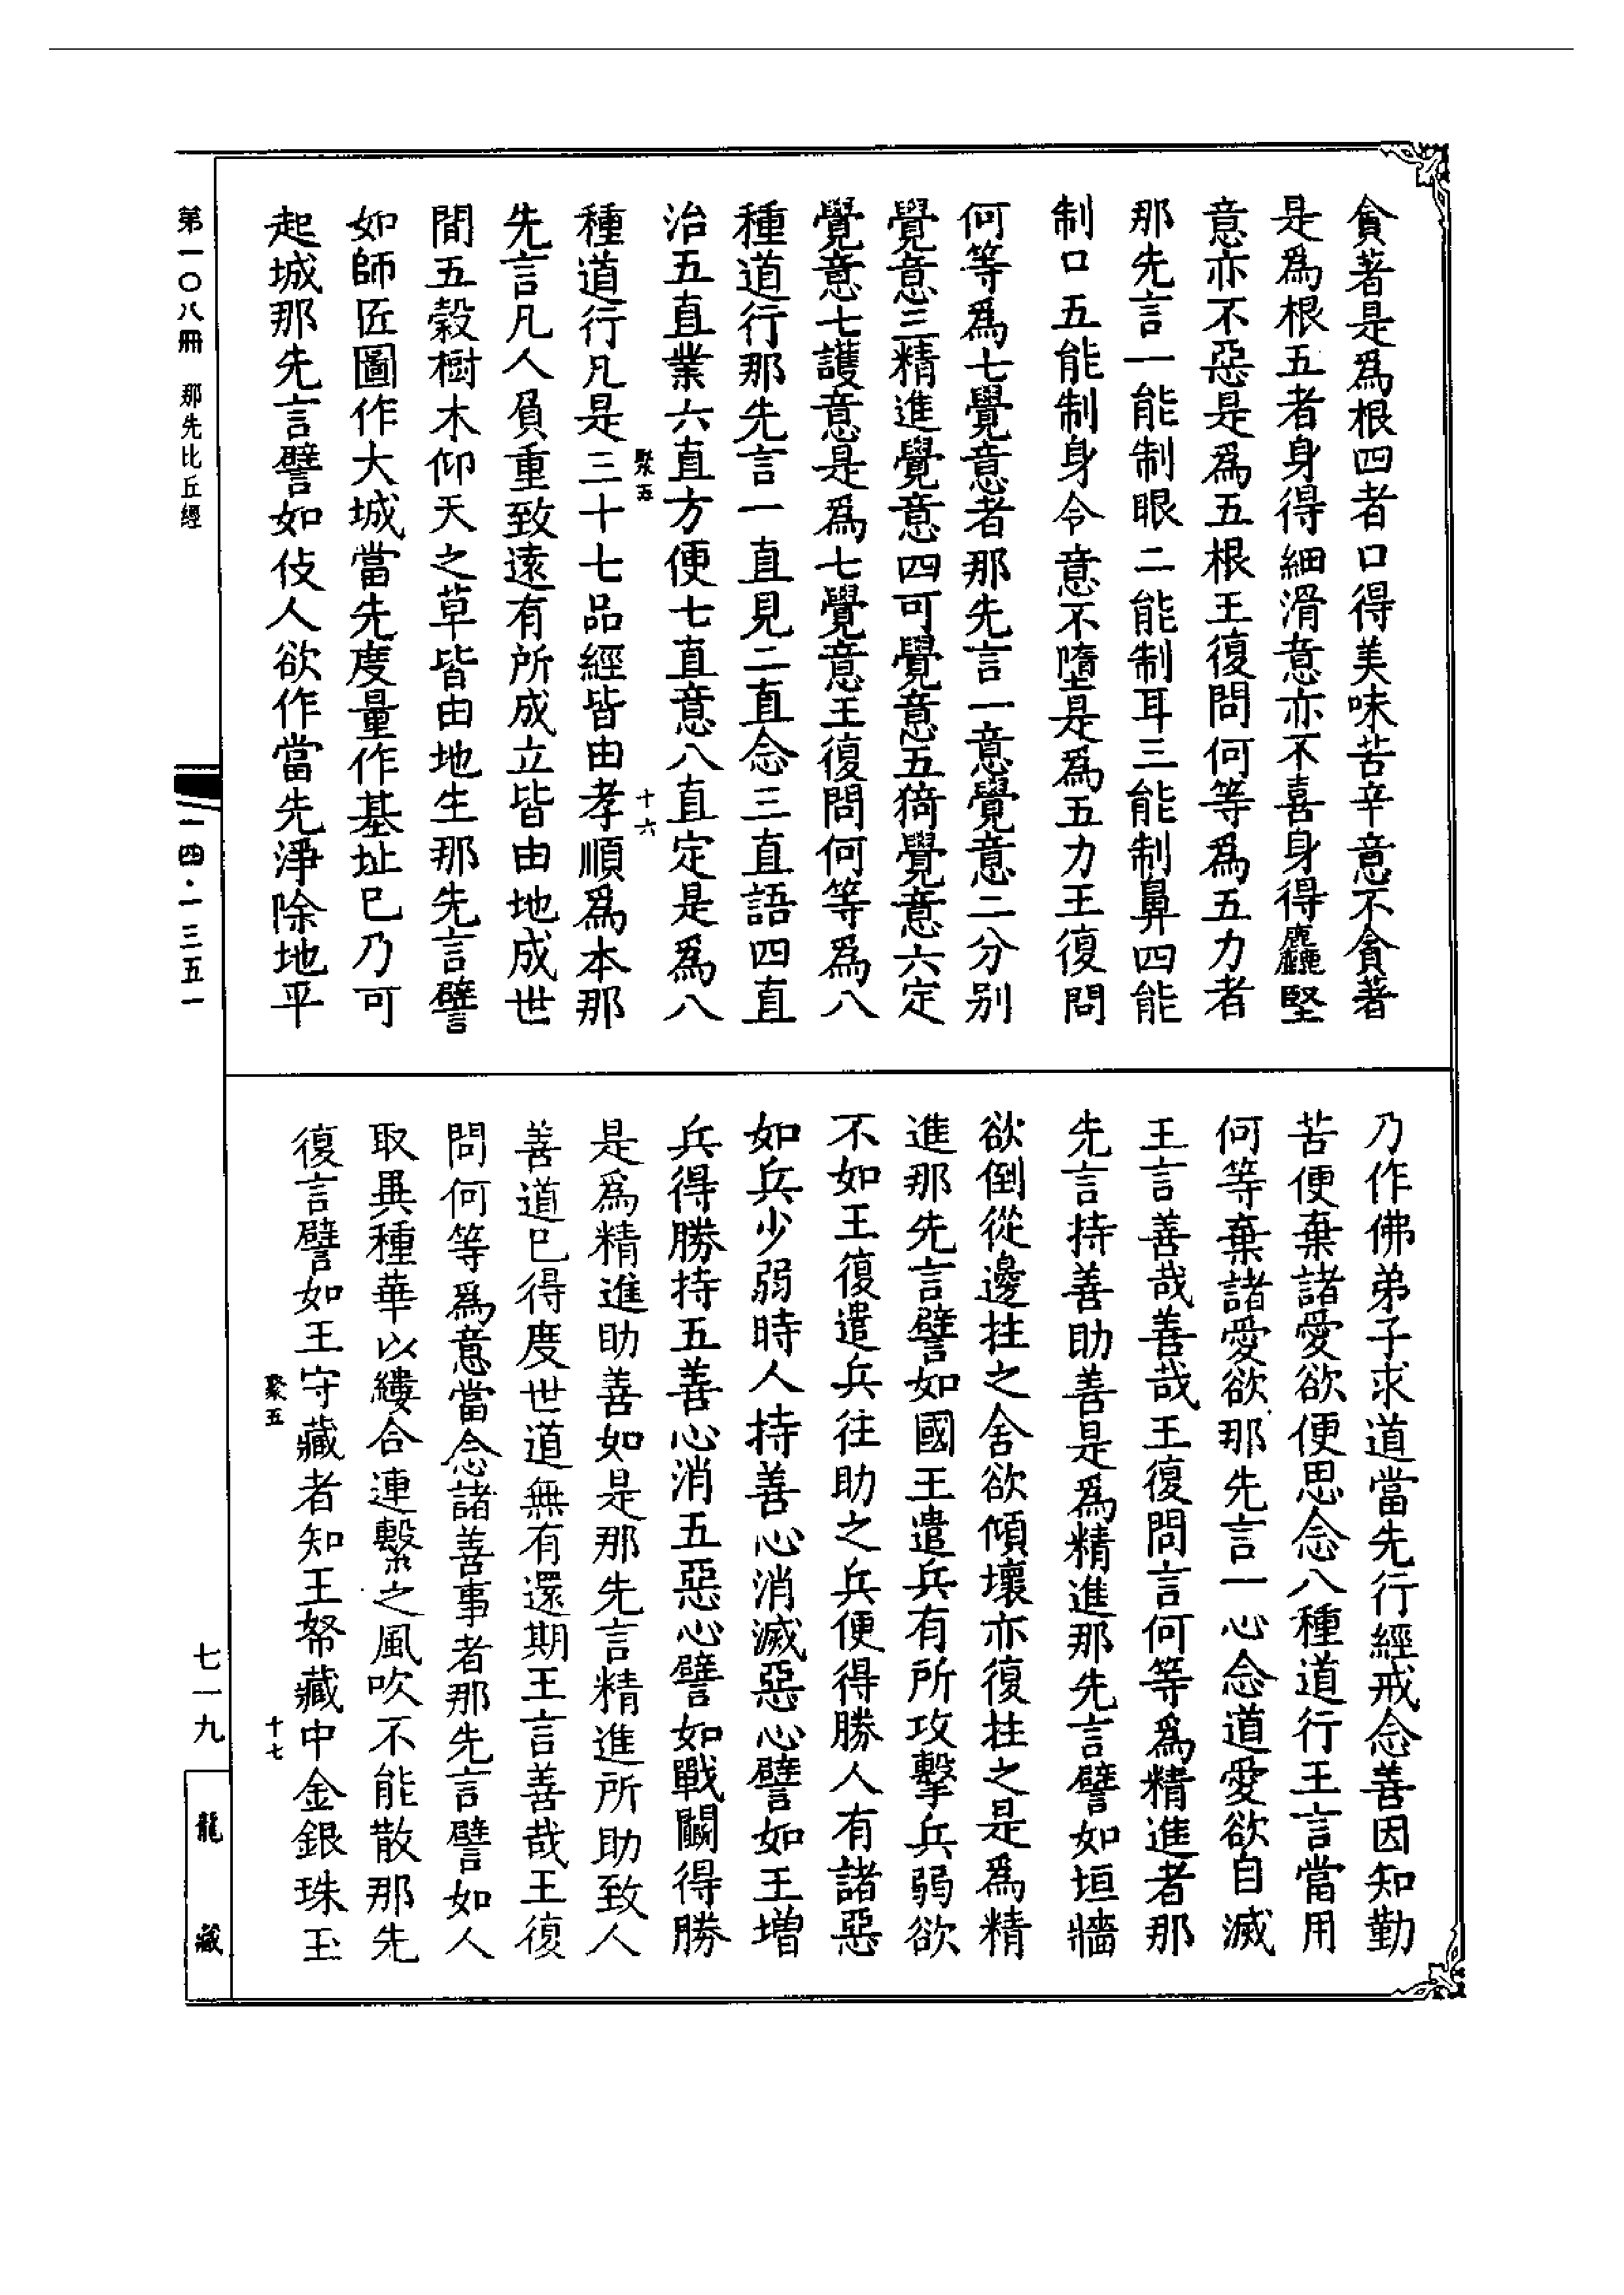 貪著是爲根四者口得美味苦辛意不貪著
是爲根五者身得細滑意亦不喜身得麤堅
意亦不惡是爲五根王復問何等爲五力者
那先言一能制眼二能制耳三能制鼻四能
制口五能制身令意不墮是爲五力王復問
何等爲七覺意者那先言一意覺意二分別
覺意三精進覺意四可覺意五猗覺意六定
覺意七護意是爲七覺意王復問何等爲八
種道行那先言一直見二直念三直語四直
治五直業六直方便七直意八直定是爲八
聚五 十六
種道行凡是三十七品經皆由孝順爲本那
先言凡人負重致遠有所成立皆由地成世
間五穀樹木仰天之草皆由地生那先言譬
如師匠圖作大城當先度量作基址已乃可
起城那先言譬如伎人欲作當先淨除地平
第一〇八冊 那先比丘經
一四·一三五一
乃作佛弟子求道當先行經戒念善因知勤
苦便棄諸愛欲便思念八種道行王言當用
何等棄諸愛欲那先言一心念道愛欲自滅
王言善哉善哉王復問言何等爲精進者那
先言持善助善是爲精進那先言譬如垣牆
欲倒從邊拄之舍欲傾壞亦復拄之是爲精
進那先言譬如國王遣兵有所攻擊兵弱欲
不如王復遣兵往助之兵便得勝人有諸惡
如兵少弱時人持善心消滅惡心譬如王增
兵得勝持五善心消五惡心譬如戰鬭得勝
是爲精進助善如是那先言精進所助致人
善道已得度世道無有還期王言善哉王復
問何等爲意當念諸善事者那先言譬如人
取異種華以縷合連繫之風吹不能散那先
復言譬如王守藏者知王帑藏中金銀珠玉
聚五 十七
七一九
龍藏